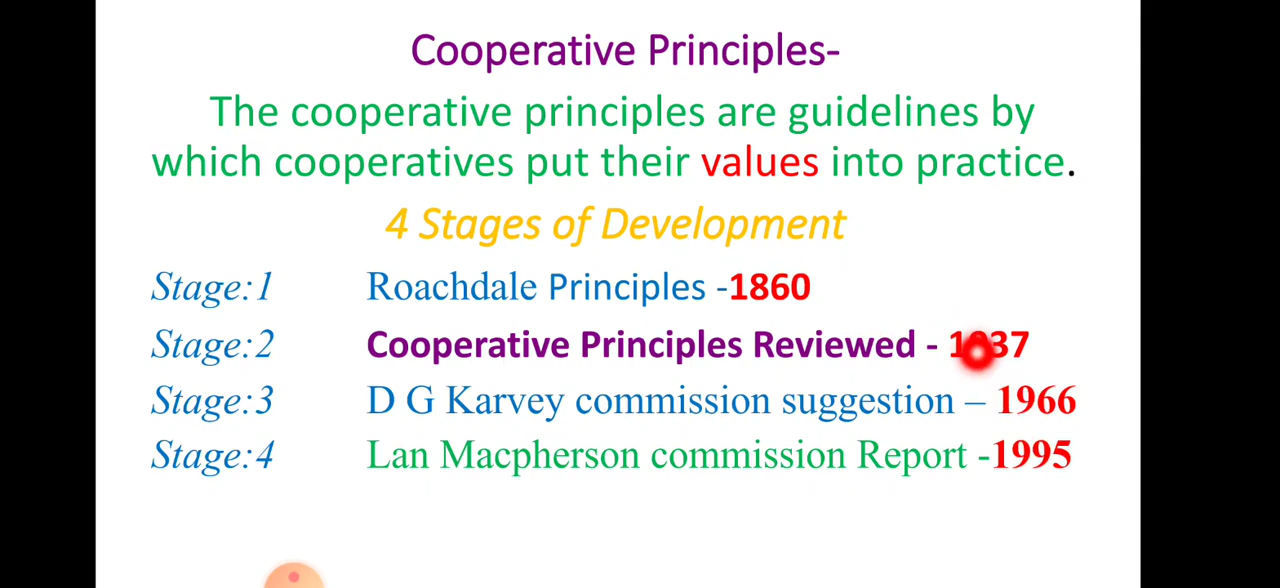 Cooperative Principles-
The cooperative principles are guidelines by
which cooperatives put their values into practice.
4 Stages of Development
Stage:1 Roachdale Principles -1860
Stage:2 Cooperative Principles Reviewed - 1937
Stage:3 D G Karvey commission suggestion – 1966
Stage:4 Lan Macpherson commission Report -1995